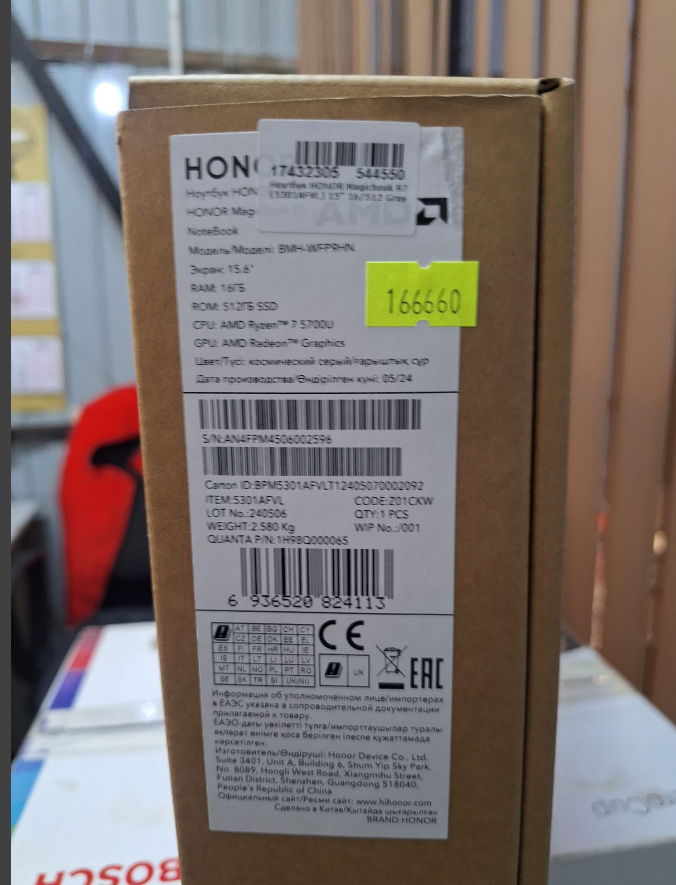 HONO
17432305 544550
Ноутбук HONOR Magicbook R7
(5301AFVL) 15" 16/512 Gray
Ноутбук HON
HONOR Mag
AMD
NoteBook
Модель/Моделі: BMH-WFP9HN
Экран: 15.6"
RAM: 16ГБ
166660
ROM: 512ГБ SSD
CPU: AMD Ryzen™ 7 5700U
GPU: AMD Radeon™ Graphics
Цвет/Түсі: космический серый/ғарыштық сұр
Дата производства/Өндірілген күні: 05/24
S/N:AN4FPM4506002596
Carton ID:BPM5301AFVLT12405070002092
ITEM:5301AFVL CODE:Z01CKW
LOT No.:240506 QTY:1 PCS
WEIGHT:2.580 Kg WIP No.:/001
QUANTA P/N:1H98Q000065
6 936520 824113
AT BE BG CH CY
CZ DE DK EE EL
ES FI FR HR HU IE
IS IT LT LI LU LV
MT NL NO PL PT RO
SE SK TR SI UK(NI)
CE
UK
EAC
Информация об уполномоченном лице/импортерах
в ЕАЭС указана в сопроводительной документации
прилагаемой к товару.
ЕАЭО-дағы уәкілетті тұлға/импорттаушылар туралы
ақпарат өнімге қоса берілген ілеспе құжаттамада
көрсетілген.
Изготовитель/Өндіруші: Honor Device Co., Ltd.
Suite 3401, Unit A, Building 6, Shum Yip Sky Park,
No. 8089, Hongli West Road, Xiangmihu Street,
Futian District, Shenzhen, Guangdong 518040,
People's Republic of China
Официальный сайт/Ресми сайт: www.hihonor.com
Сделано в Китае/Қытайда шығарылған
BRAND:HONOR
BOSCH